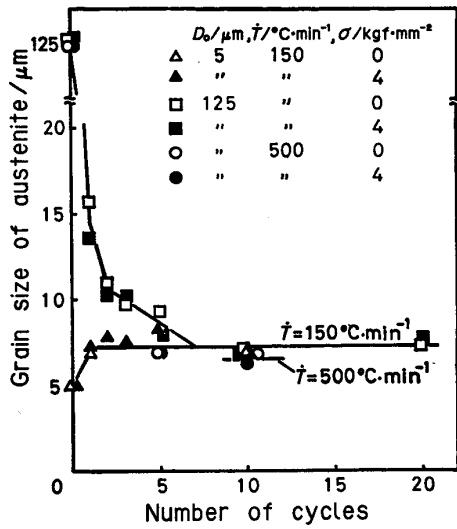 D₀/μm, Ṫ/°C·min⁻¹, σ/kgf·mm⁻²
△ 5 150 0
▲ " " 4
□ 125 " 0
■ " " 4
○ " 500 0
● " " 4
125
20
15
10
5
Grain size of austenite/μm
Ṫ=150°C·min⁻¹
Ṫ=500°C·min⁻¹
0 5 10 15 20
Number of cycles